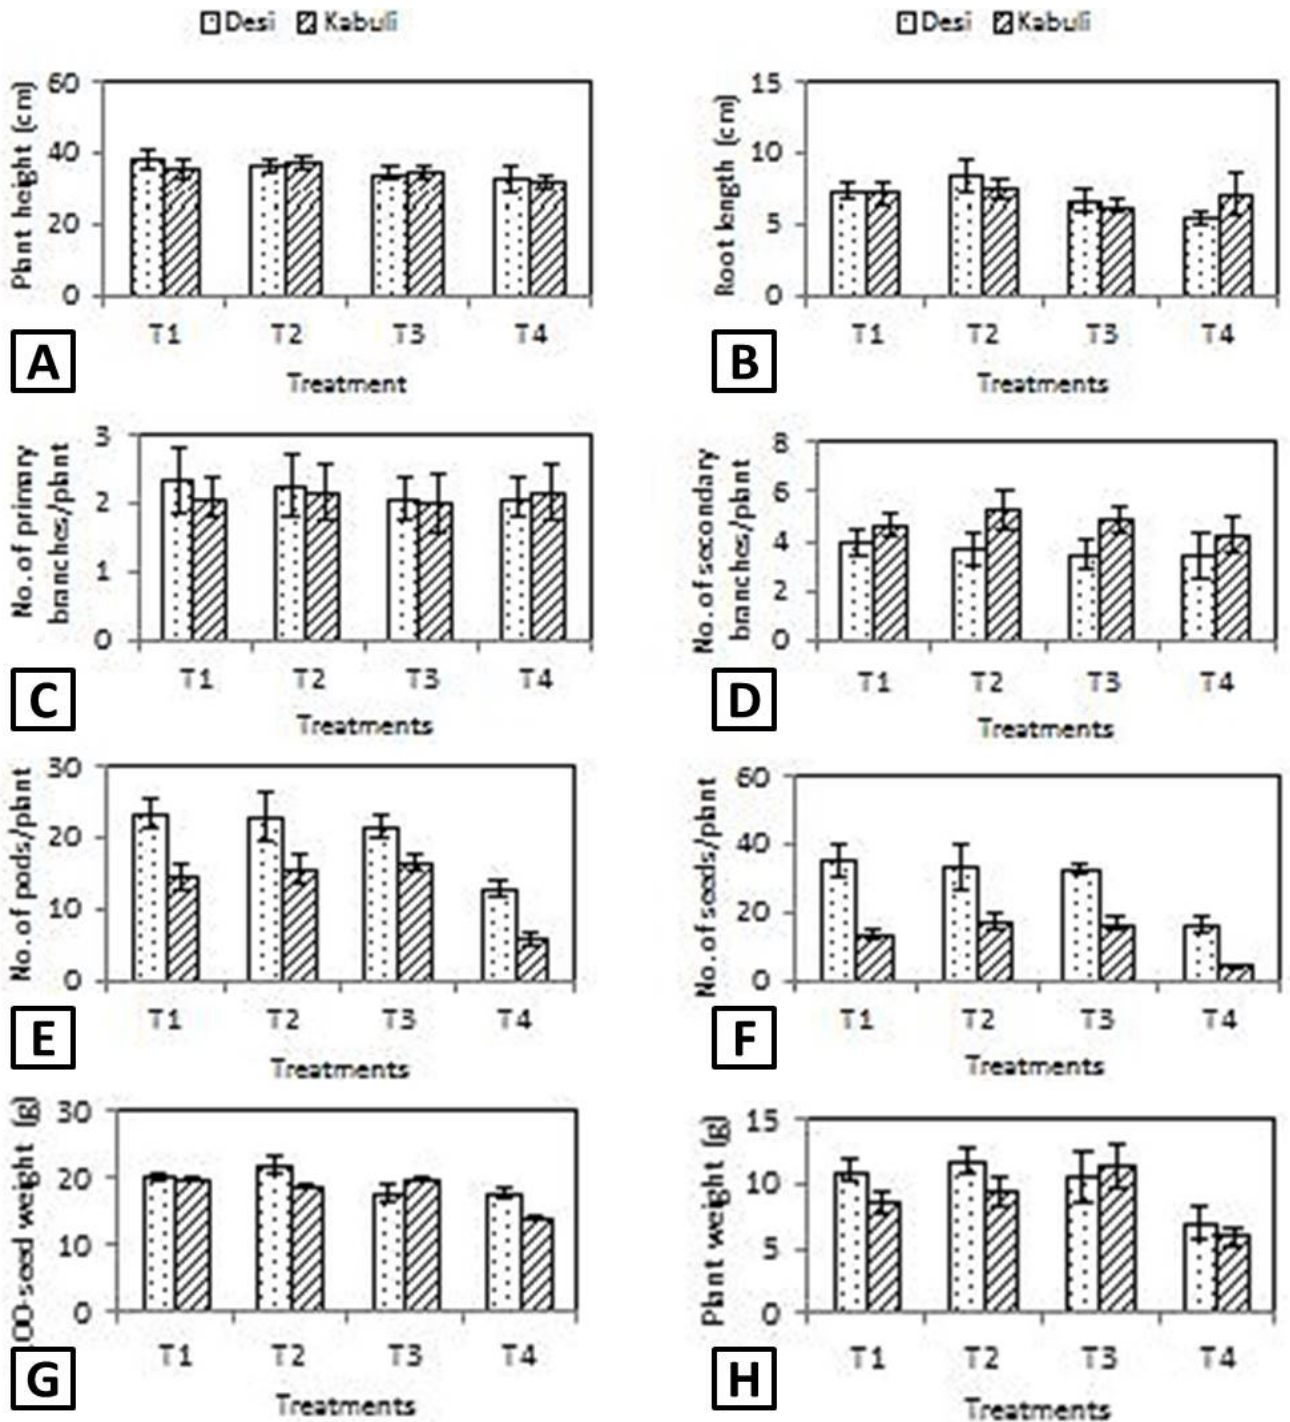 Desi Kabuli
Desi Kabuli
Plant height (cm)
60
40
20
0
T1 T2 T3 T4
Treatment
A
Root length (cm)
15
10
5
0
T1 T2 T3 T4
Treatments
B
No. of primary
branches/plant
3
2
1
0
T1 T2 T3 T4
Treatments
C
No. of secondary
branches/plant
8
6
4
2
0
T1 T2 T3 T4
Treatments
D
No. of pods/plant
30
20
10
0
T1 T2 T3 T4
Treatments
E
No. of seeds/plant
60
40
20
0
T1 T2 T3 T4
Treatments
F
00-seed weight (g)
30
20
10
0
T1 T2 T3 T4
Treatments
G
Plant weight (g)
15
10
5
0
T1 T2 T3 T4
Treatments
H